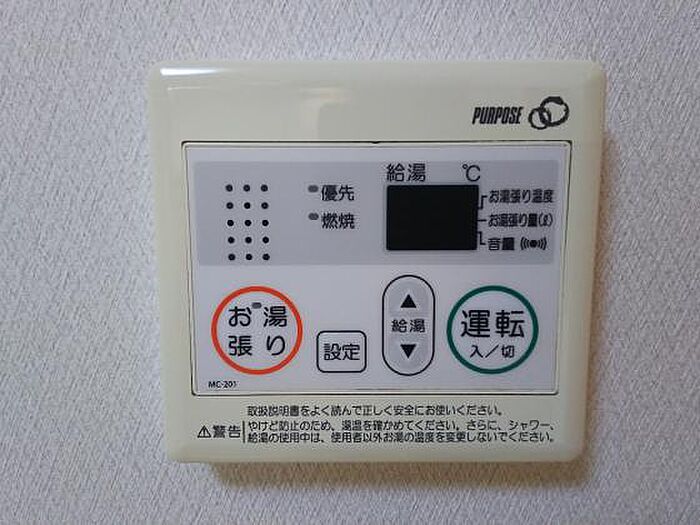 PURPOSE
給湯 ℃
優先
燃焼
お湯張り温度
お湯張り量(ℓ)
音量
お湯
張り
給湯
設定
運転
入/切
MC-201
取扱説明書をよく読んで正しく安全にお使いください。
⚠警告 やけど防止のため、湯温を確かめてください。さらに、シャワー、
給湯の使用中は、使用者以外お湯の温度を変更しないでください。